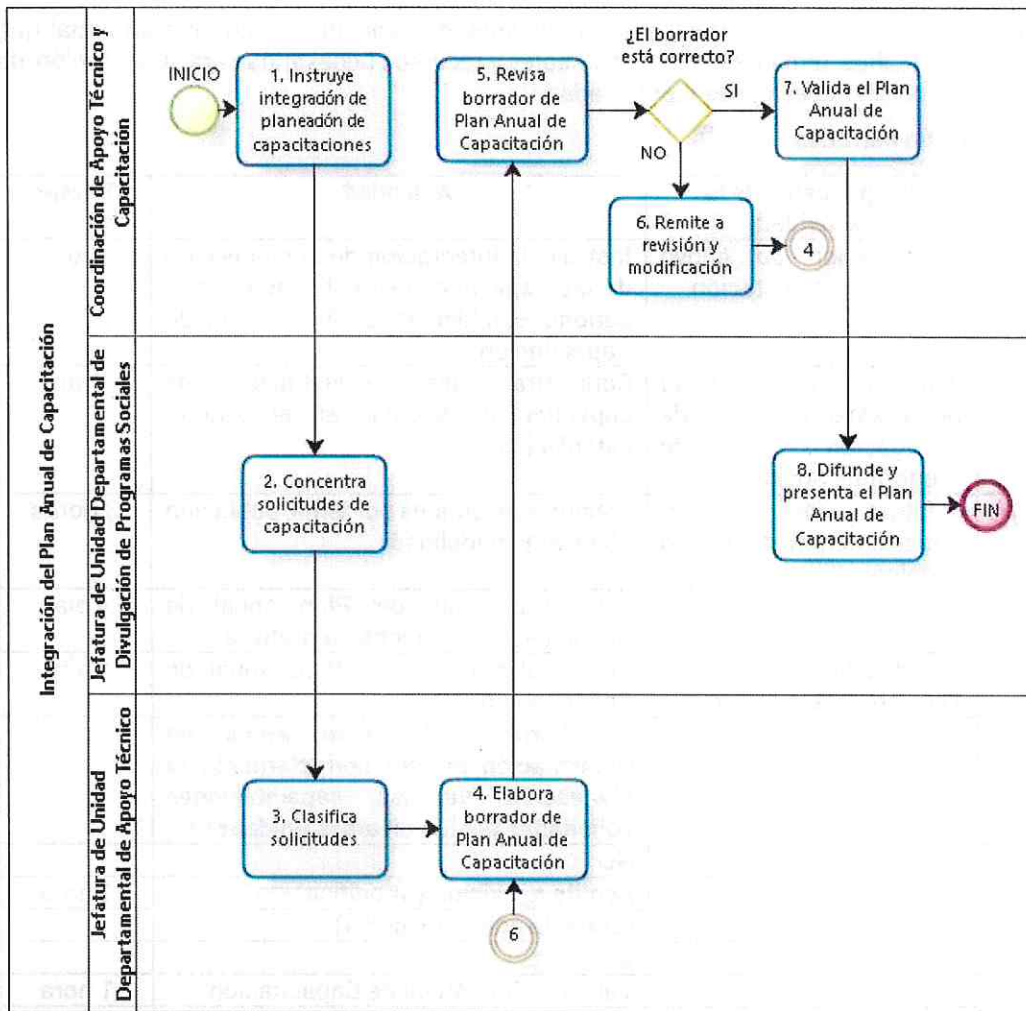 Integración del Plan Anual de Capacitación
Coordinación de Apoyo Técnico y
Capacitación
INICIO
1. Instruye
integración de
planeación de
capacitaciones
5. Revisa
borrador de
Plan Anual de
Capacitación
¿El borrador
está correcto?
SI
NO
7. Valida el Plan
Anual de
Capacitación
6. Remite a
revisión y
modificación
4
Jefatura de Unidad Departamental de
Divulgación de Programas Sociales
2. Concentra
solicitudes de
capacitación
8. Difunde y
presenta el Plan
Anual de
Capacitación
FIN
Jefatura de Unidad
Departamental de Apoyo Técnico
3. Clasifica
solicitudes
4. Elabora
borrador de
Plan Anual de
Capacitación
6